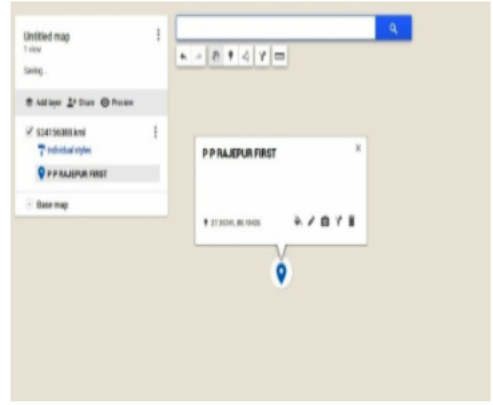 Untitled map
1 view
Saving...
Add layer Share Preview
Individual styles
P P RAJEPUR FIRST
Base map
P P RAJEPUR FIRST